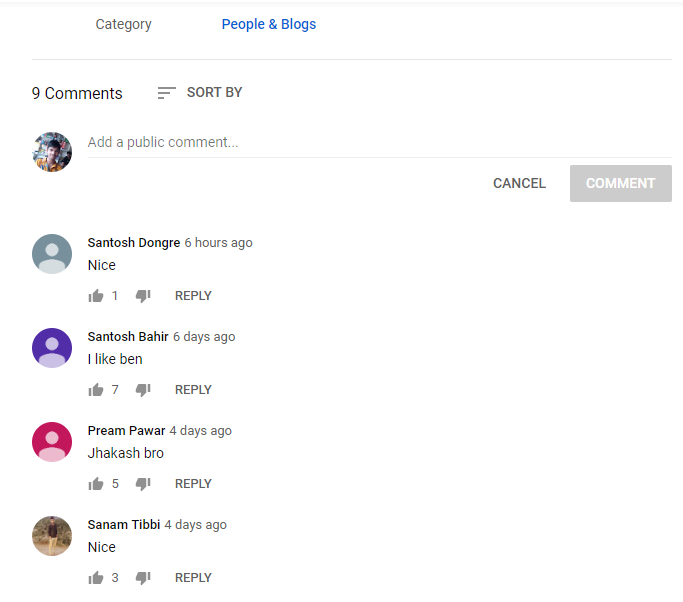 Category People & Blogs
9 Comments SORT BY
Add a public comment...
CANCEL COMMENT
Santosh Dongre 6 hours ago
Nice
1 REPLY
Santosh Bahir 6 days ago
I like ben
7 REPLY
Pream Pawar 4 days ago
Jhakash bro
5 REPLY
Sanam Tibbi 4 days ago
Nice
3 REPLY